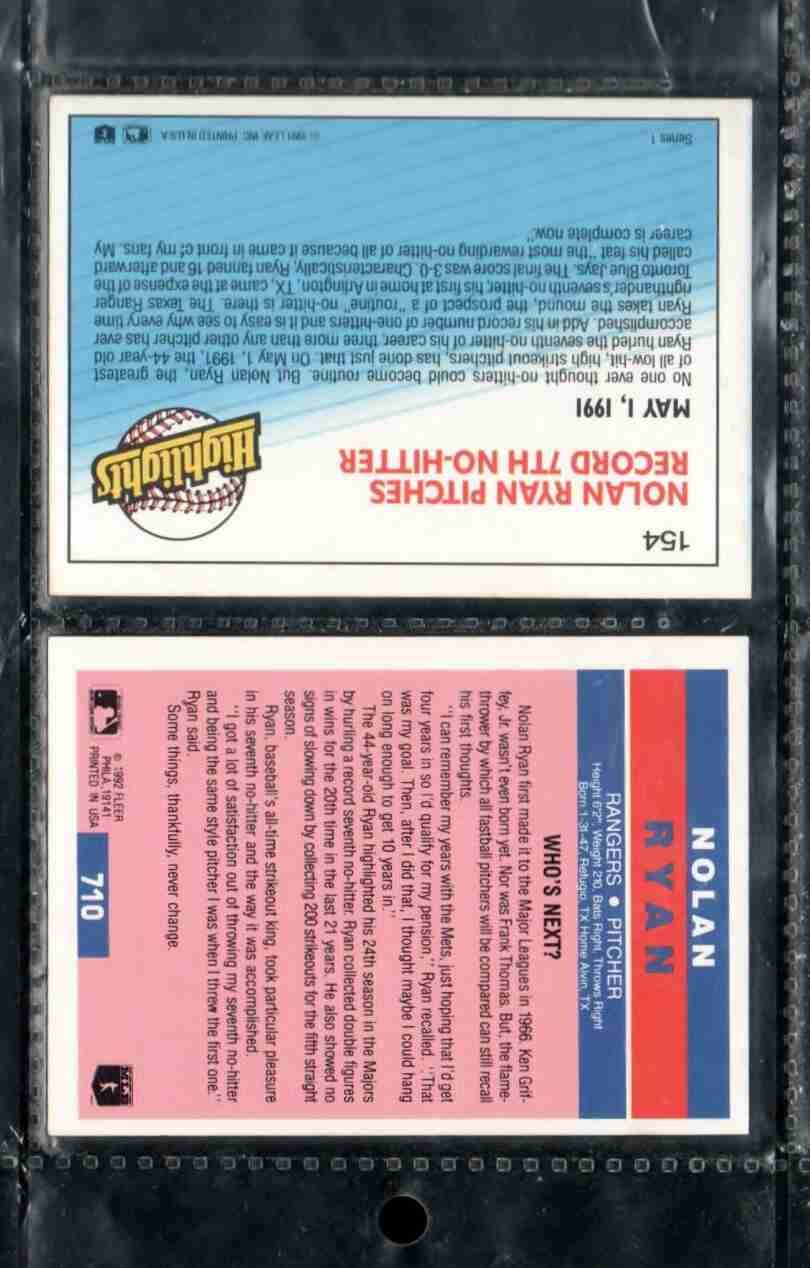 154
NOLAN RYAN PITCHES
RECORD 7TH NO-HITTER
Highlights
MAY 1, 1991
No one ever thought no-hitters could become routine. But Nolan Ryan, the greatest
of all low-hit, high strikeout pitchers, has done just that. On May 1, 1991, the 44-year old
Ryan hurled the seventh no-hitter of his career, three more than any other pitcher has ever
accomplished. Add in his record number of one-hitters and it is easy to see why every time
Ryan takes the mound, the prospect of a "routine" no-hitter is there. The Texas Ranger
righthander's seventh no-hitter, his first at home in Arlington, TX, came at the expense of the
Toronto Blue Jays. The final score was 3-0. Characteristically, Ryan fanned 16 and afterward
called his feat "the most rewarding no-hitter of all because it came in front of my fans. My
career is complete now."
Series 1
© 1991 LEAF, INC. PRINTED IN U.S.A.
NOLAN
RYAN
RANGERS • PITCHER
Height 6'2", Weight 210, Bats Right, Throws Right
Born 1-31-47, Refugio, TX Home Alvin, TX
WHO'S NEXT?
Nolan Ryan first made it to the Major Leagues in 1966. Ken Grif-
fey, Jr. wasn't even born yet. Nor was Frank Thomas. But, the flame-
thrower by which all fastball pitchers will be compared can still recall
his first thoughts.
"I can remember my years with the Mets, just hoping that I'd get
four years in so I'd qualify for my pension," Ryan recalled. "That
was my goal. Then, after I did that, I thought maybe I could hang
on long enough to get 10 years in."
The 44-year-old Ryan highlighted his 24th season in the Majors
by hurling a record seventh no-hitter. Ryan collected double figures
in wins for the 20th time in the last 21 years. He also showed no
signs of slowing down by collecting 200 strikeouts for the fifth straight
season.
Ryan, baseball's all-time strikeout king, took particular pleasure
in his seventh no-hitter and the way it was accomplished.
"I got a lot of satisfaction out of throwing my seventh no-hitter
and being the same style pitcher I was when I threw the first one."
Ryan said.
Some things, thankfully, never change.
© 1992 FLEER
PHILA. 19141
PRINTED IN USA
710